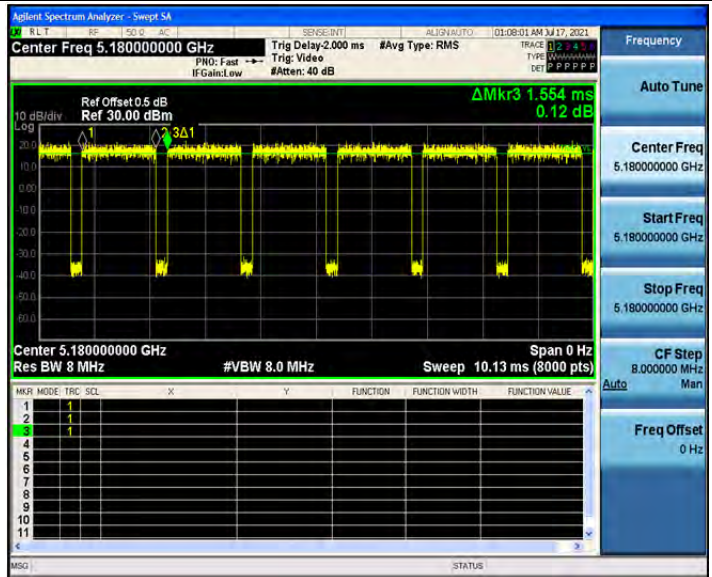 Agilent Spectrum Analyzer - Swept SA
RLT RF 50 Ω AC SENSE:INT ALIGNAUTO 01:08:01 AM Jul 17, 2021
Center Freq 5.180000000 GHz
PNO: Fast
IFGain:Low
Trig Delay-2.000 ms
Trig: Video
#Atten: 40 dB
#Avg Type: RMS
TRACE 1 2 3 4 5 6
TYPE
DET P P P P P P
Frequency
Auto Tune
Center Freq
5.180000000 GHz
Start Freq
5.180000000 GHz
Stop Freq
5.180000000 GHz
CF Step
8.000000 MHz
Auto Man
Freq Offset
0 Hz
ΔMkr3 1.554 ms
0.12 dB
Ref Offset 0.5 dB
10 dB/div Ref 30.00 dBm
Log
1 2 3Δ1
20.0
10.0
0.00
-10.0
-20.0
-30.0
-40.0
-50.0
-60.0
Center 5.180000000 GHz Span 0 Hz
Res BW 8 MHz #VBW 8.0 MHz Sweep 10.13 ms (8000 pts)
MKR MODE TRC SCL X Y FUNCTION FUNCTION WIDTH FUNCTION VALUE
1 1
2 1
3 1
4
5
6
7
8
9
10
11
MSG STATUS